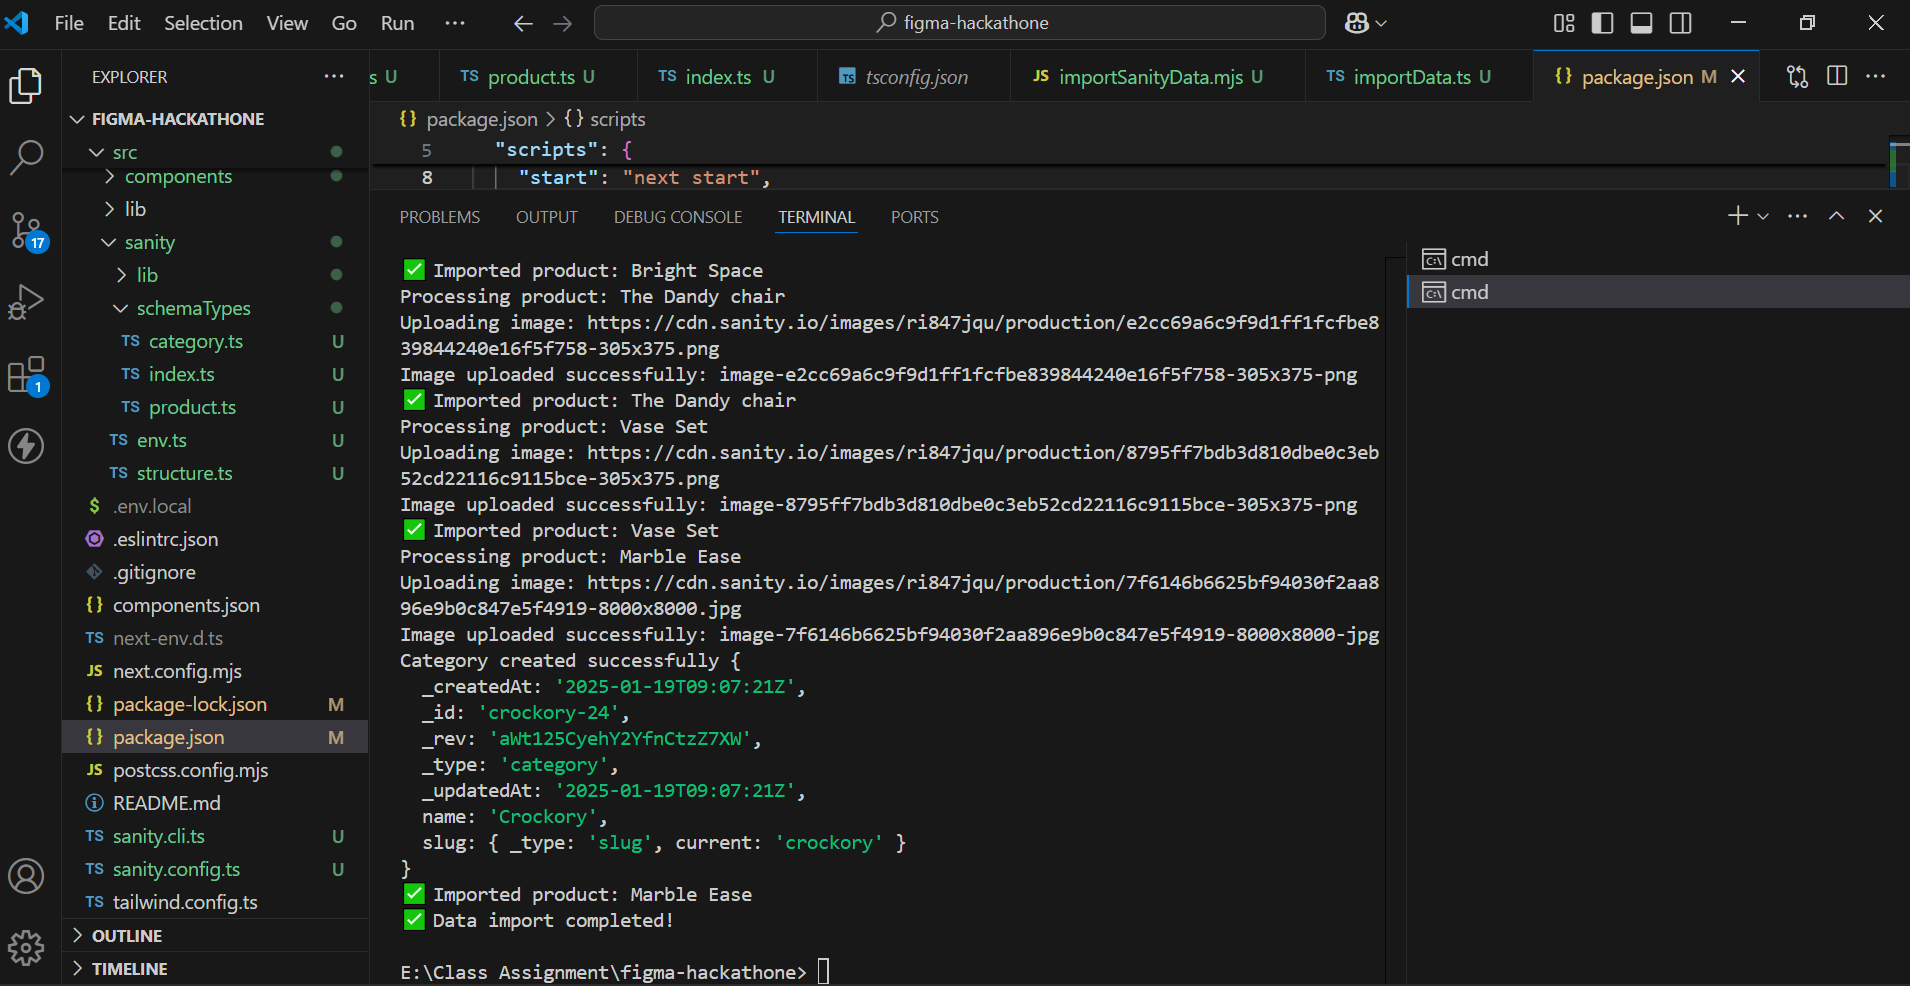 File Edit Selection View Go Run ··· figma-hackathone
EXPLORER ···
FIGMA-HACKATHONE
src
components
lib
sanity
lib
schemaTypes
TS category.ts U
TS index.ts U
TS product.ts U
TS env.ts U
TS structure.ts U
$ .env.local
.eslintrc.json
.gitignore
{} components.json
TS next-env.d.ts
JS next.config.mjs
{} package-lock.json M
{} package.json M
JS postcss.config.mjs
README.md
TS sanity.cli.ts U
TS sanity.config.ts U
TS tailwind.config.ts
OUTLINE
TIMELINE
17
1
s U TS product.ts U TS index.ts U TS tsconfig.json JS importSanityData.mjs U TS importData.ts U {} package.json M
{} package.json > {} scripts
5 "scripts": {
8 "start": "next start",
PROBLEMS OUTPUT DEBUG CONSOLE TERMINAL PORTS
✅ Imported product: Bright Space
Processing product: The Dandy chair
Uploading image: https://cdn.sanity.io/images/ri847jqu/production/e2cc69a6c9f9d1ff1fcfbe8
39844240e16f5f758-305x375.png
Image uploaded successfully: image-e2cc69a6c9f9d1ff1fcfbe839844240e16f5f758-305x375-png
✅ Imported product: The Dandy chair
Processing product: Vase Set
Uploading image: https://cdn.sanity.io/images/ri847jqu/production/8795ff7bdb3d810dbe0c3eb
52cd22116c9115bce-305x375.png
Image uploaded successfully: image-8795ff7bdb3d810dbe0c3eb52cd22116c9115bce-305x375-png
✅ Imported product: Vase Set
Processing product: Marble Ease
Uploading image: https://cdn.sanity.io/images/ri847jqu/production/7f6146b6625bf94030f2aa8
96e9b0c847e5f4919-8000x8000.jpg
Image uploaded successfully: image-7f6146b6625bf94030f2aa896e9b0c847e5f4919-8000x8000-jpg
Category created successfully {
_createdAt: '2025-01-19T09:07:21Z',
_id: 'crockory-24',
_rev: 'aWt125CyehY2YfnCtzZ7XW',
_type: 'category',
_updatedAt: '2025-01-19T09:07:21Z',
name: 'Crockory',
slug: { _type: 'slug', current: 'crockory' }
}
✅ Imported product: Marble Ease
✅ Data import completed!
E:\Class Assignment\figma-hackathone>
cmd
cmd